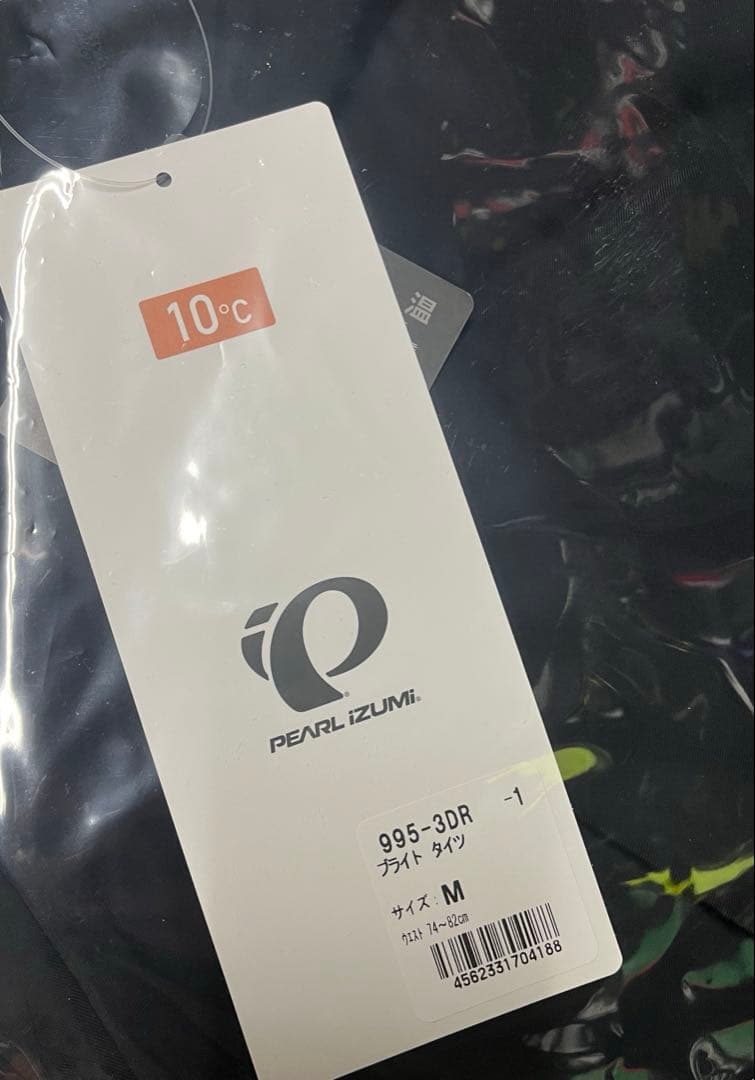 10℃
温
PEARL iZUMi
995-3DR -1
ブライト タイツ
サイズ: M
ウエスト 74～82cm
4562331704188